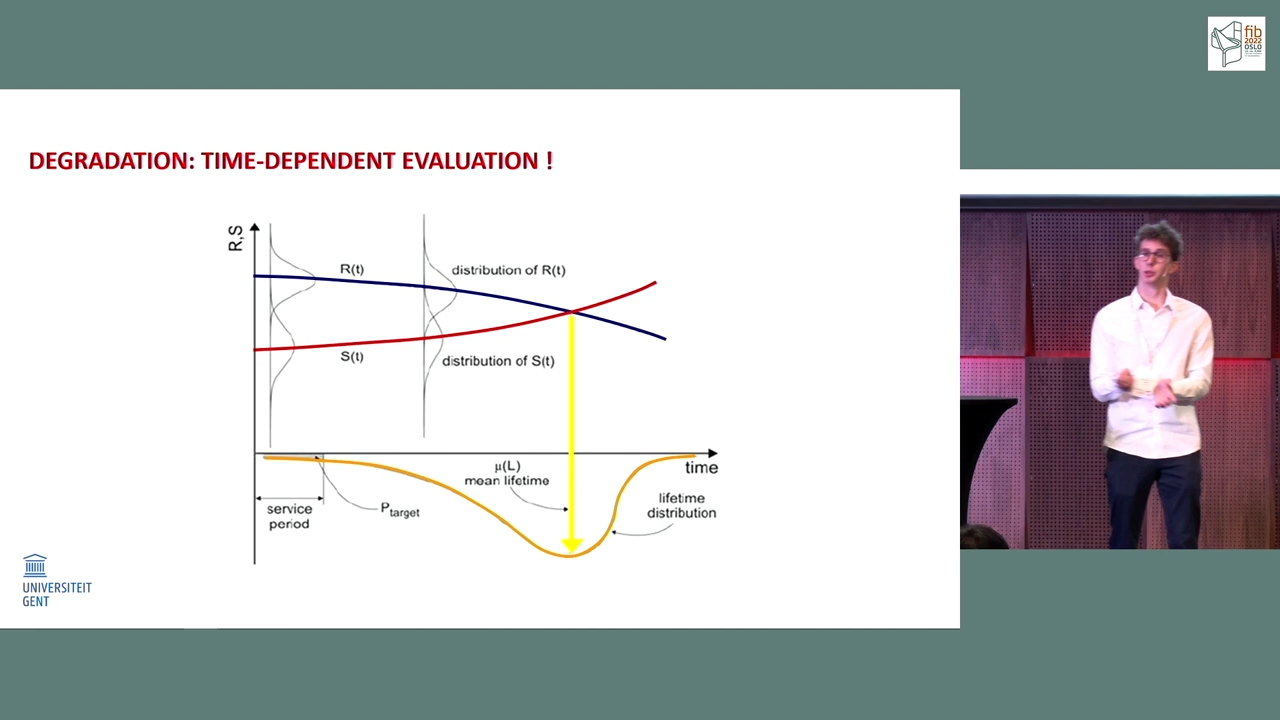 fib
2022
OSLO
DEGRADATION: TIME-DEPENDENT EVALUATION !
R,S
R(t)
distribution of R(t)
S(t)
distribution of S(t)
time
μ(L)
mean lifetime
service
period
Ptarget
lifetime
distribution
UNIVERSITEIT
GENT